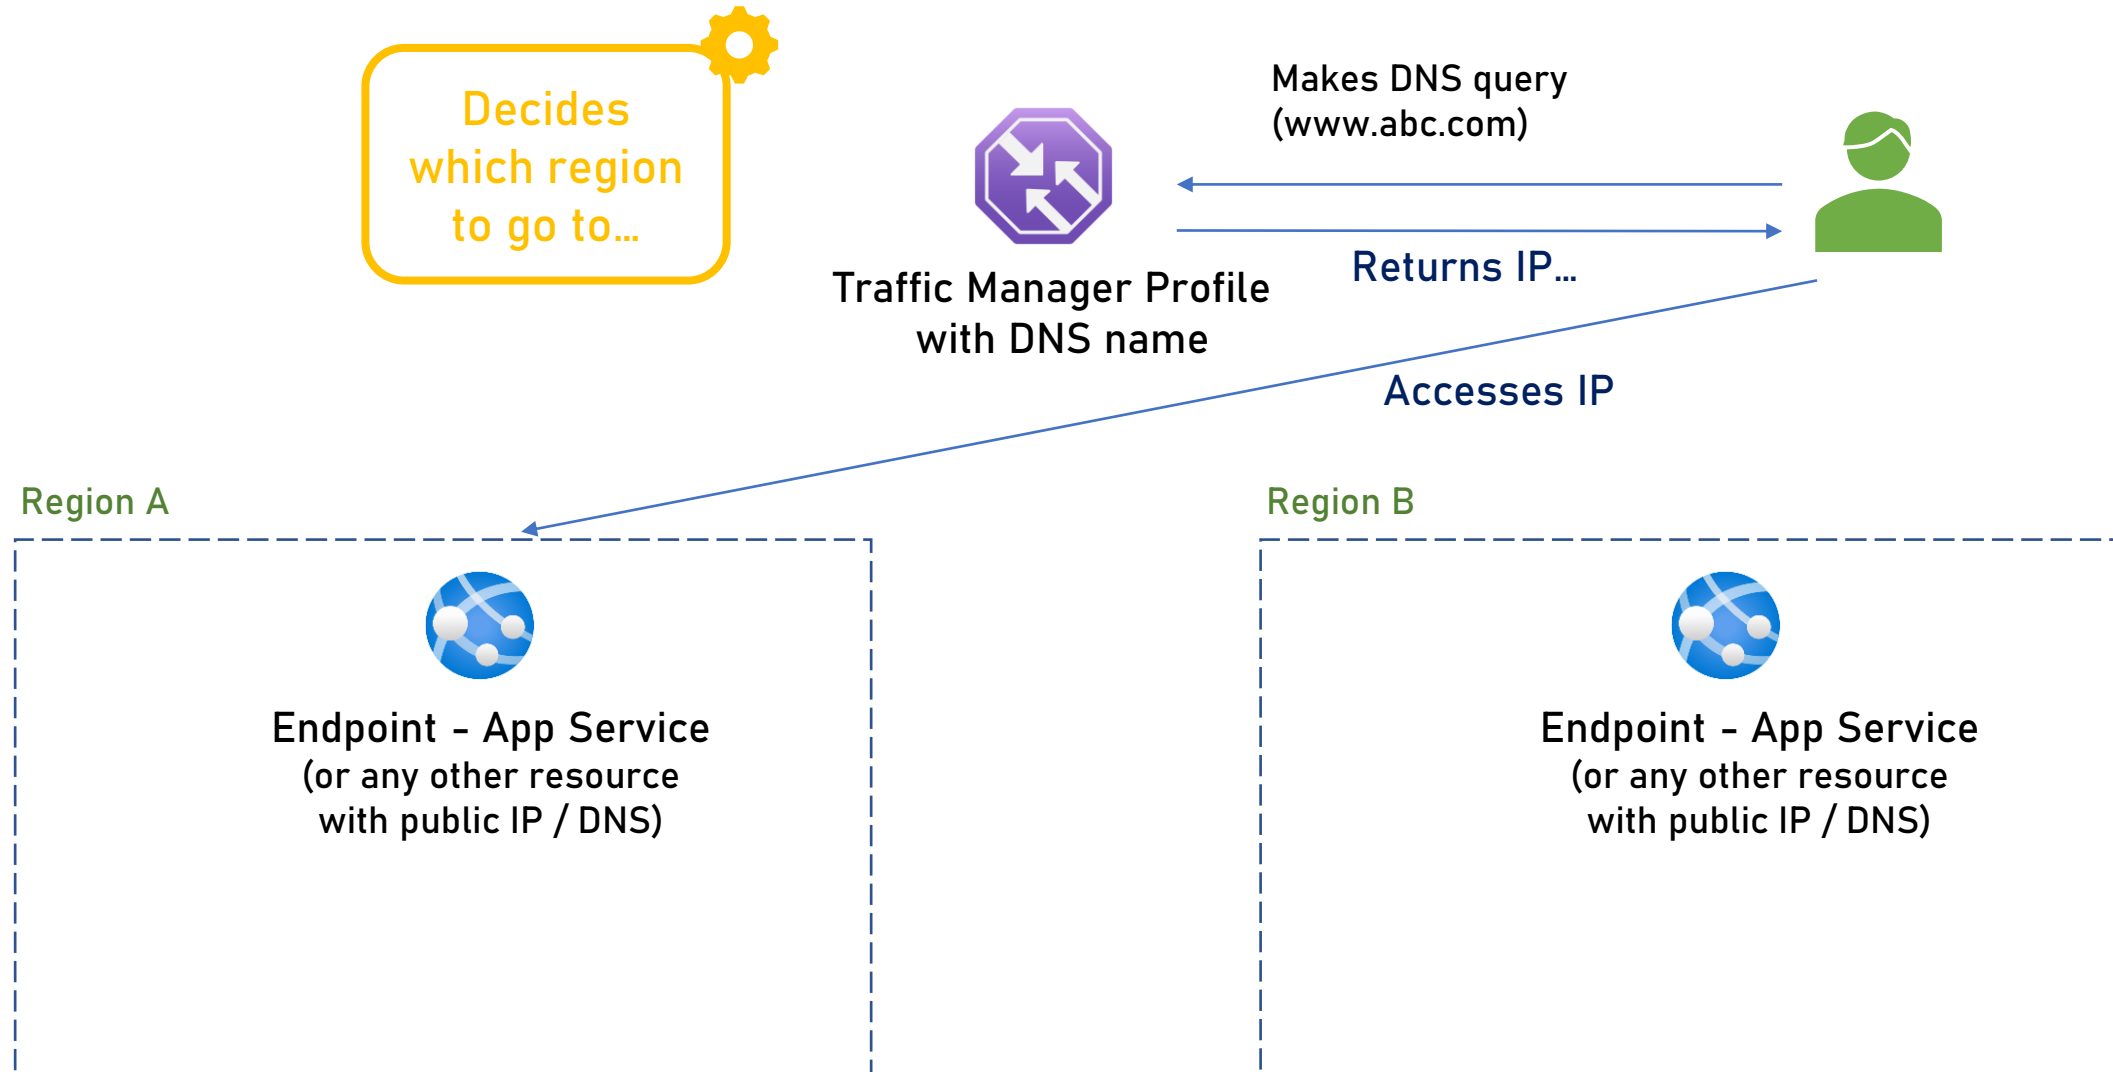 Decides
which region
to go to…
Makes DNS query
(www.abc.com)
Returns IP…
Traffic Manager Profile
with DNS name
Accesses IP
Region A
Endpoint - App Service
(or any other resource
with public IP / DNS)
Region B
Endpoint - App Service
(or any other resource
with public IP / DNS)